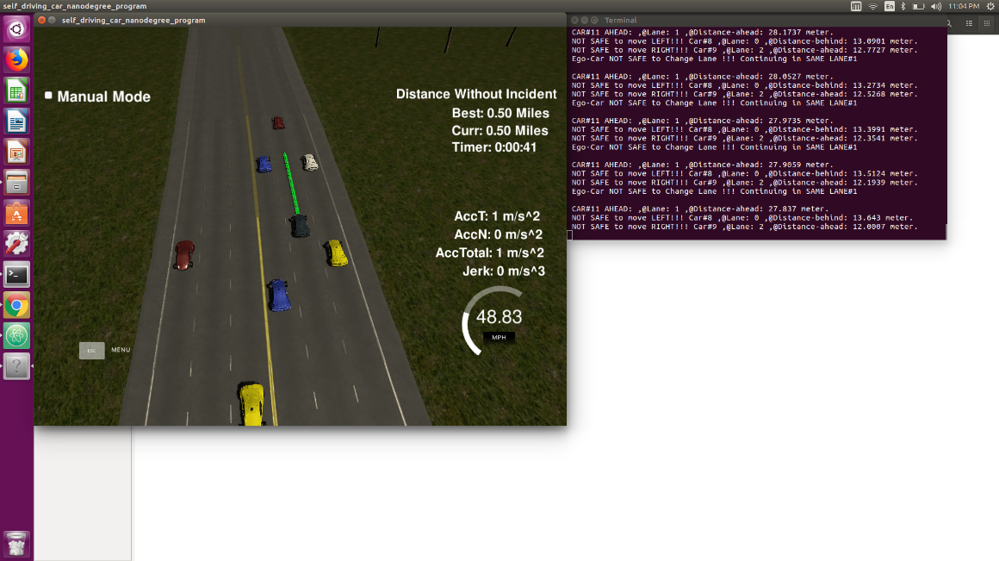 self_driving_car_nanodegree_program
En
11:04 PM
self_driving_car_nanodegree_program
Terminal
Manual Mode
Distance Without Incident
Best: 0.50 Miles
Curr: 0.50 Miles
Timer: 0:00:41
AccT: 1 m/s^2
AccN: 0 m/s^2
AccTotal: 1 m/s^2
Jerk: 0 m/s^3
48.83
MPH
ESC
MENU
CAR#11 AHEAD: ,@Lane: 1 ,@Distance-ahead: 28.1737 meter.
NOT SAFE to move LEFT!!! Car#8 ,@Lane: 0 ,@Distance-behind: 13.0901 meter.
NOT SAFE to move RIGHT!!! Car#9 ,@Lane: 2 ,@Distance-ahead: 12.7727 meter.
Ego-Car NOT SAFE to Change Lane !!! Continuing in SAME LANE#1
CAR#11 AHEAD: ,@Lane: 1 ,@Distance-ahead: 28.0527 meter.
NOT SAFE to move LEFT!!! Car#8 ,@Lane: 0 ,@Distance-behind: 13.2734 meter.
NOT SAFE to move RIGHT!!! Car#9 ,@Lane: 2 ,@Distance-ahead: 12.5268 meter.
Ego-Car NOT SAFE to Change Lane !!! Continuing in SAME LANE#1
CAR#11 AHEAD: ,@Lane: 1 ,@Distance-ahead: 27.9735 meter.
NOT SAFE to move LEFT!!! Car#8 ,@Lane: 0 ,@Distance-behind: 13.3991 meter.
NOT SAFE to move RIGHT!!! Car#9 ,@Lane: 2 ,@Distance-ahead: 12.3541 meter.
Ego-Car NOT SAFE to Change Lane !!! Continuing in SAME LANE#1
CAR#11 AHEAD: ,@Lane: 1 ,@Distance-ahead: 27.9059 meter.
NOT SAFE to move LEFT!!! Car#8 ,@Lane: 0 ,@Distance-behind: 13.5124 meter.
NOT SAFE to move RIGHT!!! Car#9 ,@Lane: 2 ,@Distance-ahead: 12.1939 meter.
Ego-Car NOT SAFE to Change Lane !!! Continuing in SAME LANE#1
CAR#11 AHEAD: ,@Lane: 1 ,@Distance-ahead: 27.837 meter.
NOT SAFE to move LEFT!!! Car#8 ,@Lane: 0 ,@Distance-behind: 13.643 meter.
NOT SAFE to move RIGHT!!! Car#9 ,@Lane: 2 ,@Distance-ahead: 12.0007 meter.